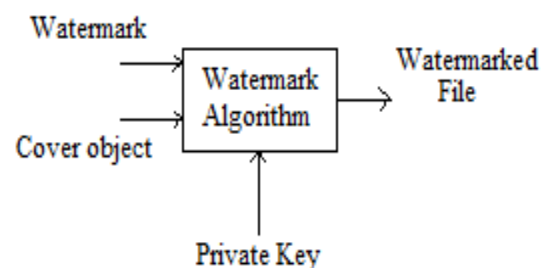 Watermark
Watermark
Algorithm
Watermarked
File
Cover object
Private Key